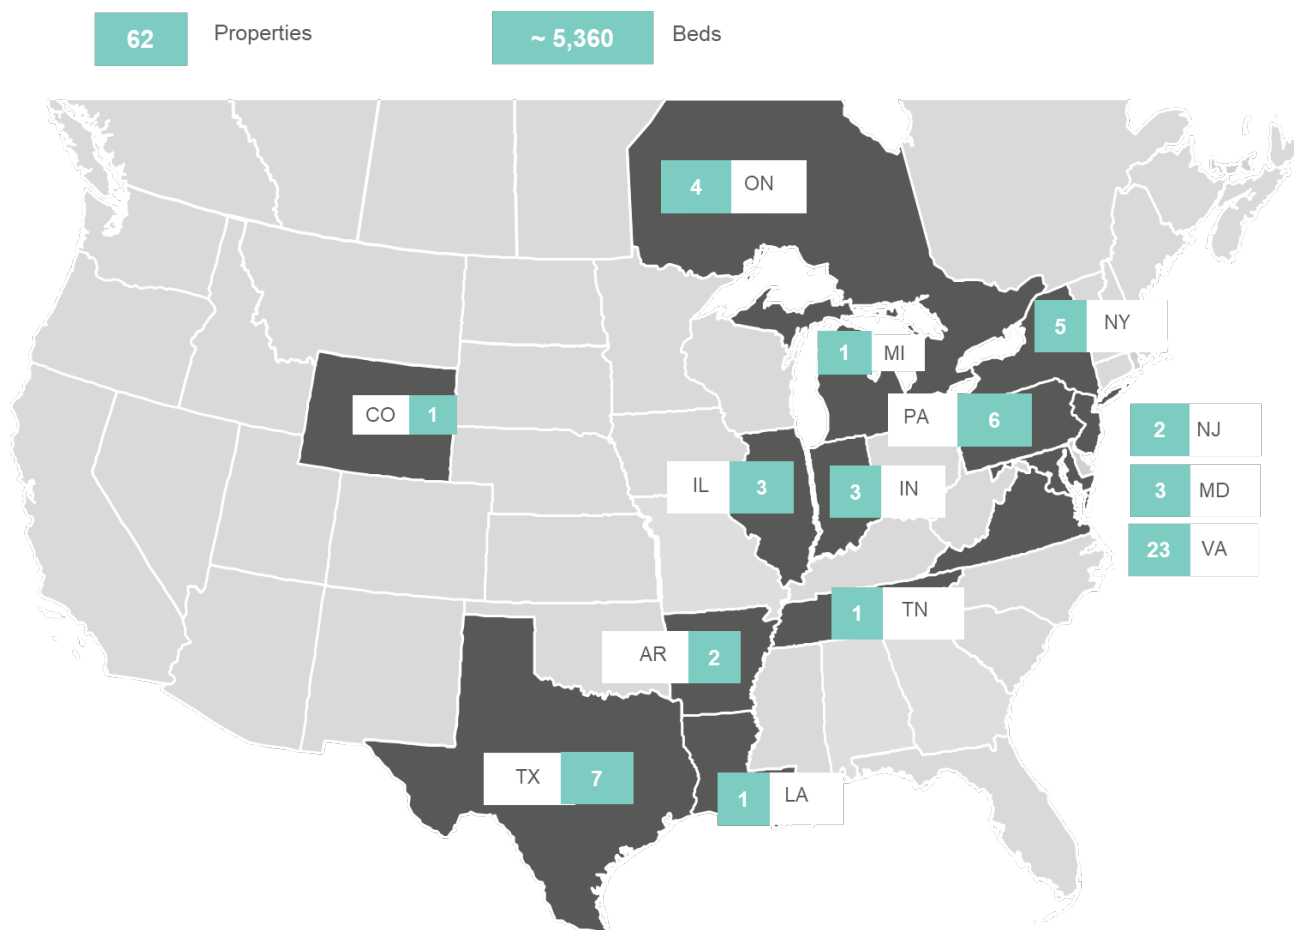 62 Properties ~ 5,360 Beds
4 ON
5 NY
1 MI
CO 1
PA 6
2 NJ
IL 3
3 IN
3 MD
23 VA
1 TN
AR 2
TX 7
1 LA